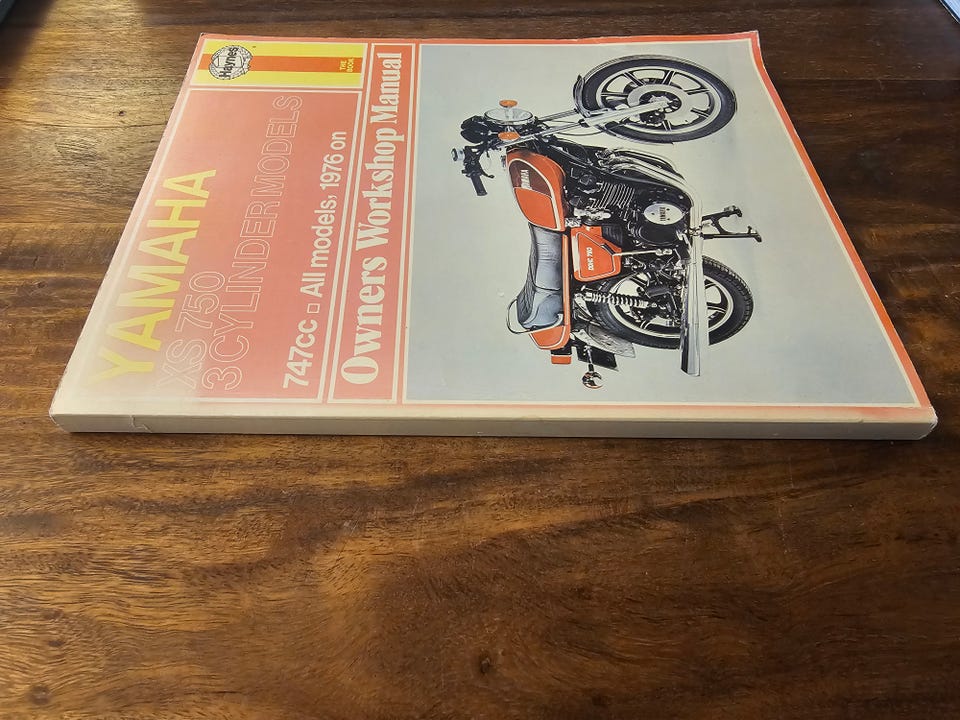 Haynes
THE
BOOK
YAMAHA
XS 750
3 CYLINDER MODELS
747cc □ All models, 1976 on
Owners Workshop Manual
YAMAHA
DOHC 750